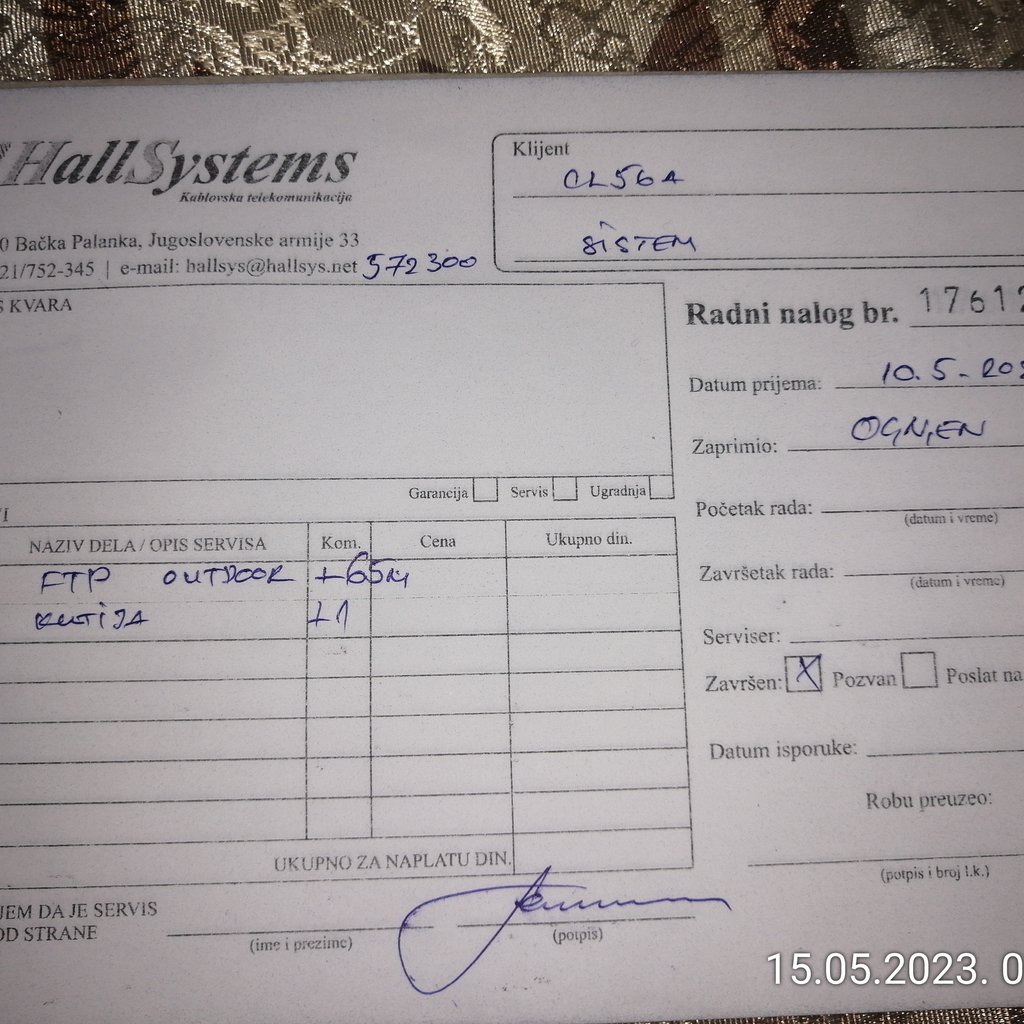 HallSystems
Kablovska telekomunikacija
0 Bačka Palanka, Jugoslovenske armije 33
21/752-345 | e-mail: hallsys@hallsys.net 572 300
Klijent
SISTEM
S KVARA
Garancija Servis Ugradnja
Radni nalog br. 17612
Datum prijema: 10.5-202
Zaprimio: OGNJEN
Početak rada:
(datum i vreme)
Završetak rada:
(datum i vreme)
Serviser:
Završen: X Pozvan Poslat na
Datum isporuke:
Robu preuzeo:
(potpis i broj l.k.)
I
NAZIV DELA / OPIS SERVISA Kom. Cena Ukupno din.
FTP OUTDOOR +65m
KUTIJA +1
UKUPNO ZA NAPLATU DIN.
JEM DA JE SERVIS
OD STRANE
(ime i prezime) (potpis)
15.05.2023. 0